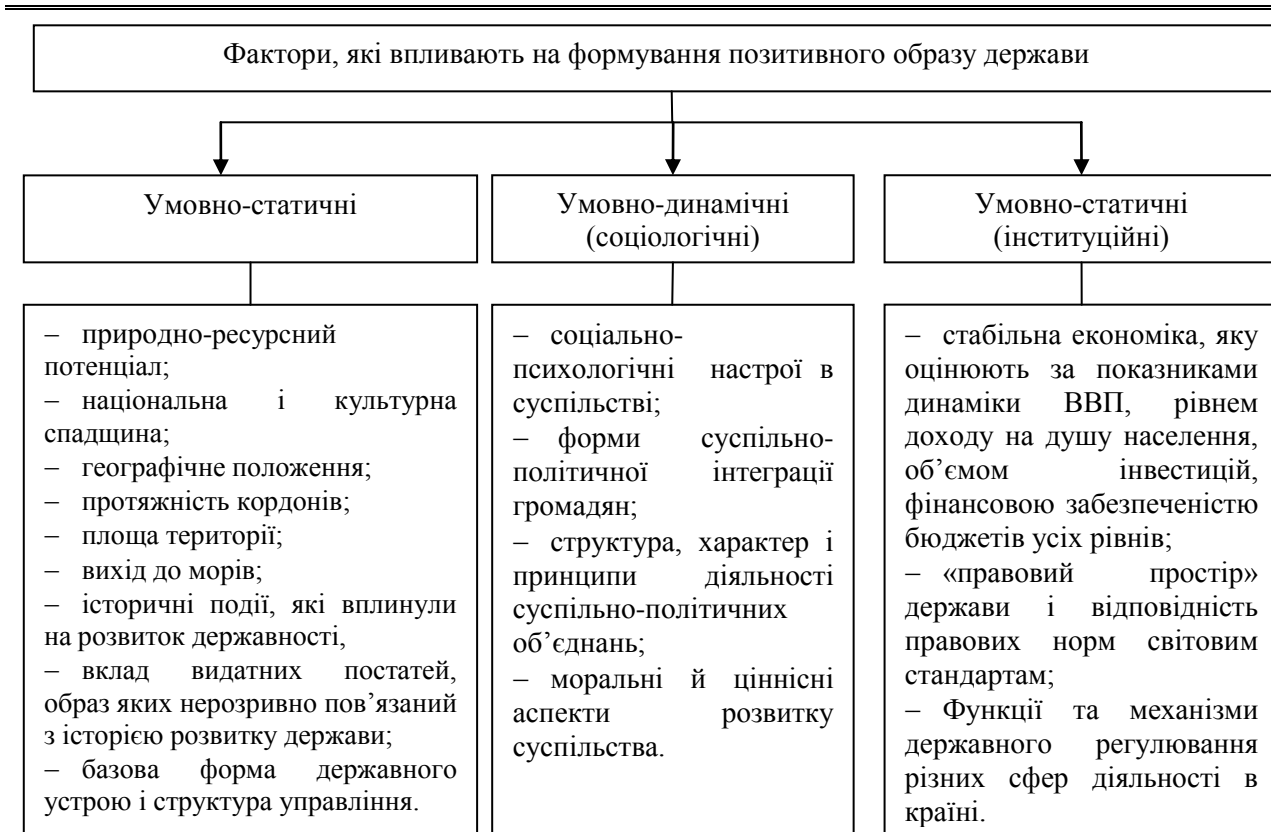 Фактори, які впливають на формування позитивного образу держави
Умовно-статичні
Умовно-динамічні
(соціологічні)
Умовно-статичні
(інституційні)
– природно-ресурсний
потенціал;
– національна і культурна
спадщина;
– географічне положення;
– протяжність кордонів;
– площа території;
– вихід до морів;
– історичні події, які вплинули
на розвиток державності,
– вклад видатних постатей,
образ яких нерозривно пов’язаний
з історією розвитку держави;
– базова форма державного
устрою і структура управління.
– соціально-
психологічні настрої в
суспільстві;
– форми суспільно-
політичної інтеграції
громадян;
– структура, характер і
принципи діяльності
суспільно-політичних
об’єднань;
– моральні й ціннісні
аспекти розвитку
суспільства.
– стабільна економіка, яку
оцінюють за показниками
динаміки ВВП, рівнем
доходу на душу населення,
об’ємом інвестицій,
фінансовою забезпеченістю
бюджетів усіх рівнів;
– «правовий простір»
держави і відповідність
правових норм світовим
стандартам;
– Функції та механізми
державного регулювання
різних сфер діяльності в
країні.